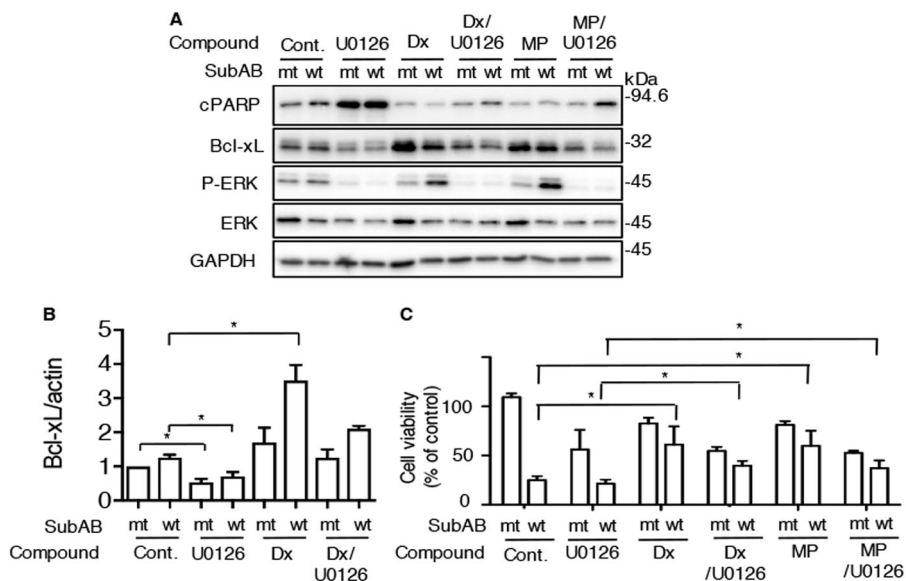 A
Compound Cont. U0126 Dx Dx/ U0126 MP MP/ U0126
SubAB mt wt mt wt mt wt mt wt mt wt mt wt kDa
cPARP -94.6
Bcl-xL -32
P-ERK -45
ERK -45
GAPDH -45
B
Bcl-xL/actin
5
4
3
2
1
0
* * *
SubAB mt wt mt wt mt wt mt wt
Compound Cont. U0126 Dx Dx/
U0126
C
Cell viability
(% of control)
100
50
0
* * * *
SubAB mt wt mt wt mt wt mt wt mt wt mt wt
Compound Cont. U0126 Dx Dx MP MP
/U0126 /U0126